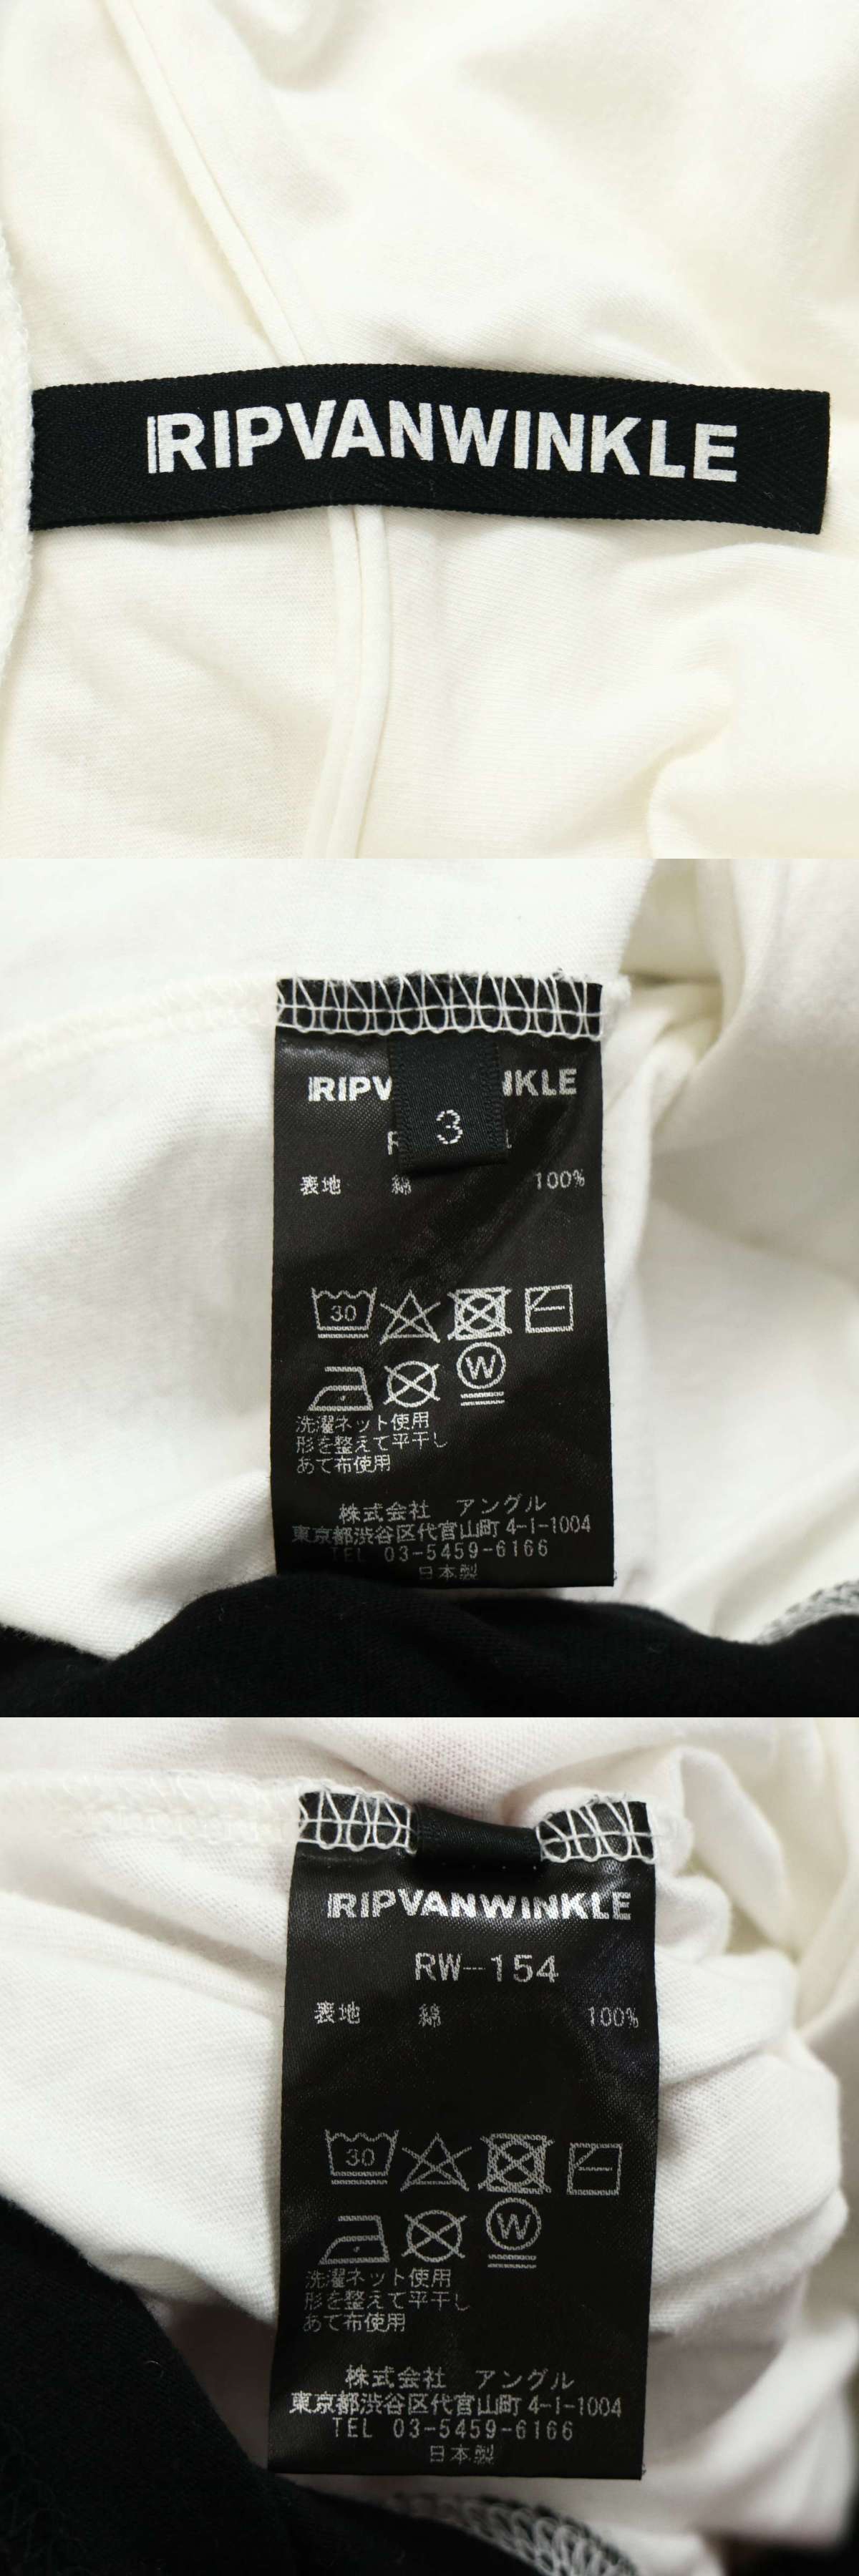 RIPVANWINKLE
RIPV NKLE
3
表地 綿 100%
30
W
洗濯ネット使用
形を整えて平干し
あて布使用
株式会社 アングル
東京都渋谷区代官山町 4-1-1004
TEL 03-5459-6166
日本製
RIPVANWINKLE
RW-154
表地 綿 100%
30
W
洗濯ネット使用
形を整えて平干し
あて布使用
株式会社 アングル
東京都渋谷区代官山町 4-1-1004
TEL 03-5459-6166
日本製